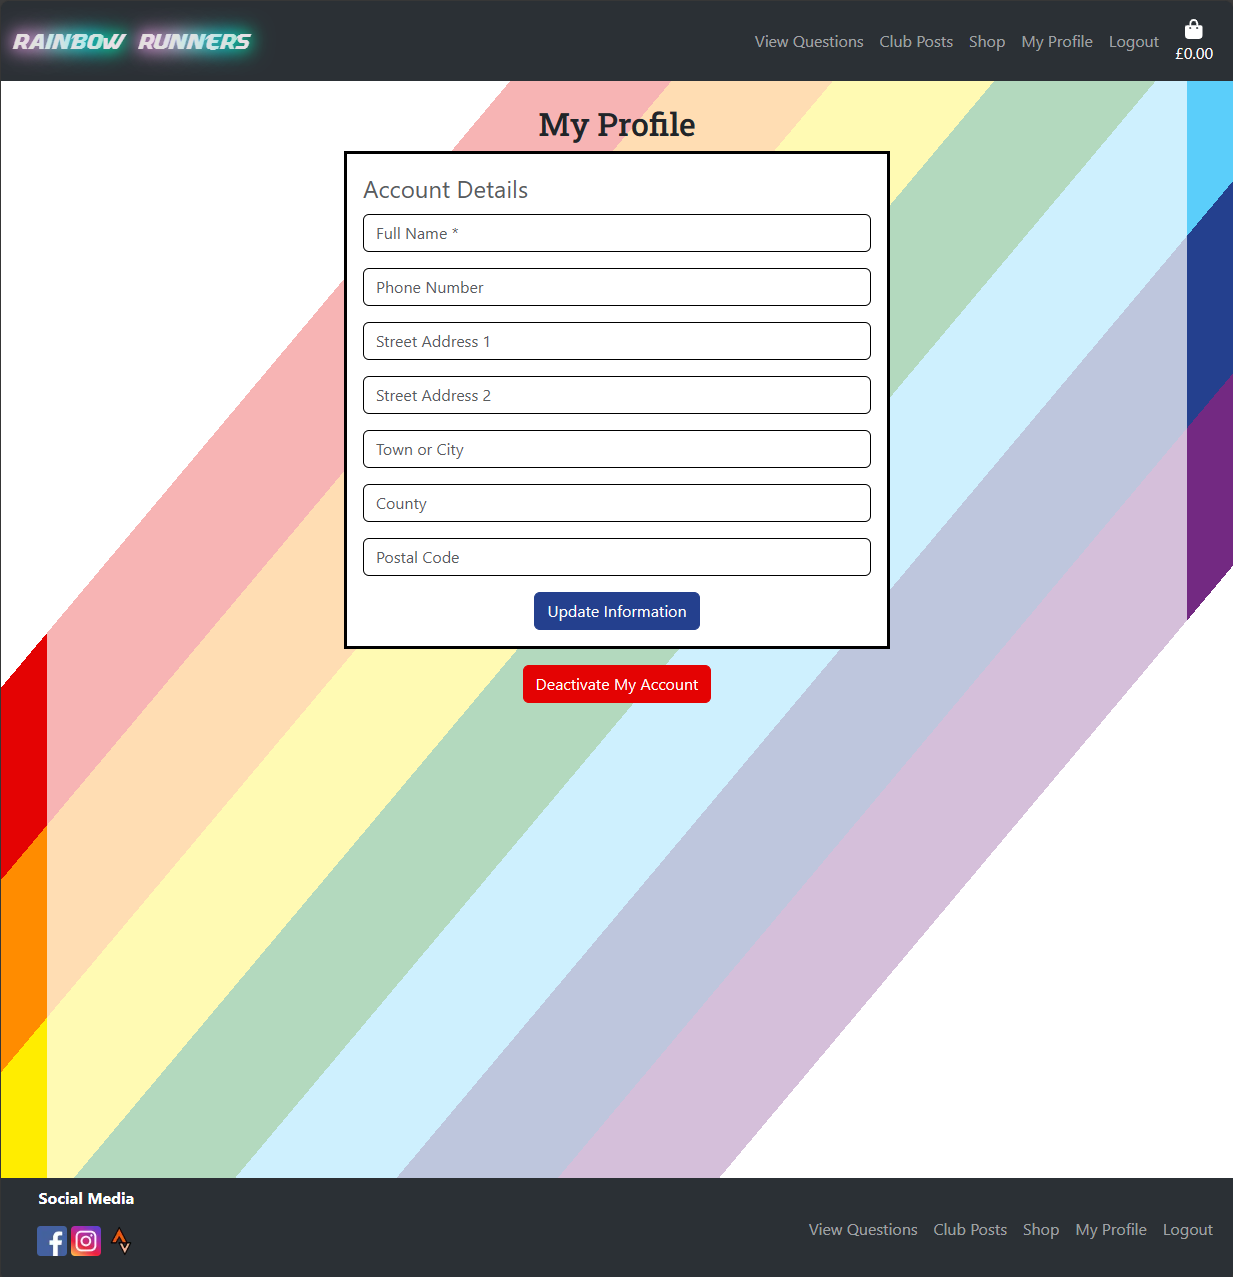 RAINBOW RUNNERS
View Questions Club Posts Shop My Profile Logout £0.00
My Profile
Account Details
Full Name *
Phone Number
Street Address 1
Street Address 2
Town or City
County
Postal Code
Update Information
Deactivate My Account
Social Media
View Questions Club Posts Shop My Profile Logout